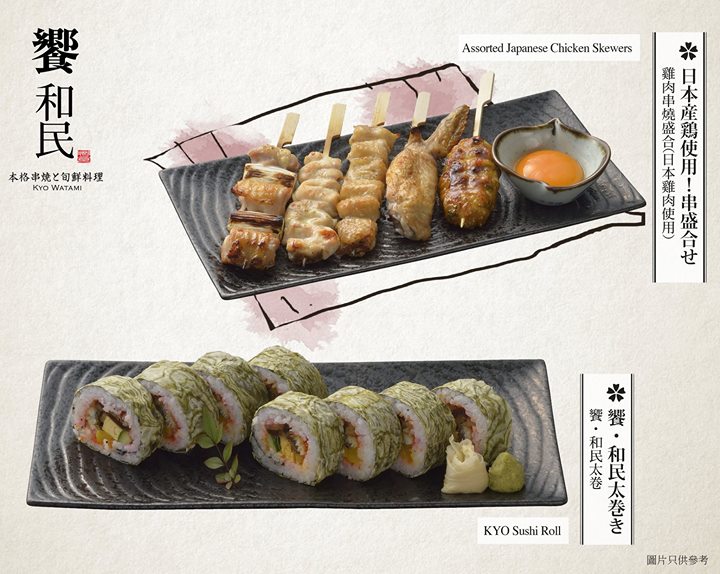 饗
和民
本格串焼と旬鮮料理
KYO WATAMI
Assorted Japanese Chicken Skewers
日本産鶏使用！串盛合せ
雞肉串燒盛合(日本雞肉使用)
饗・和民太巻き
饗・和民太卷
KYO Sushi Roll
圖片只供參考